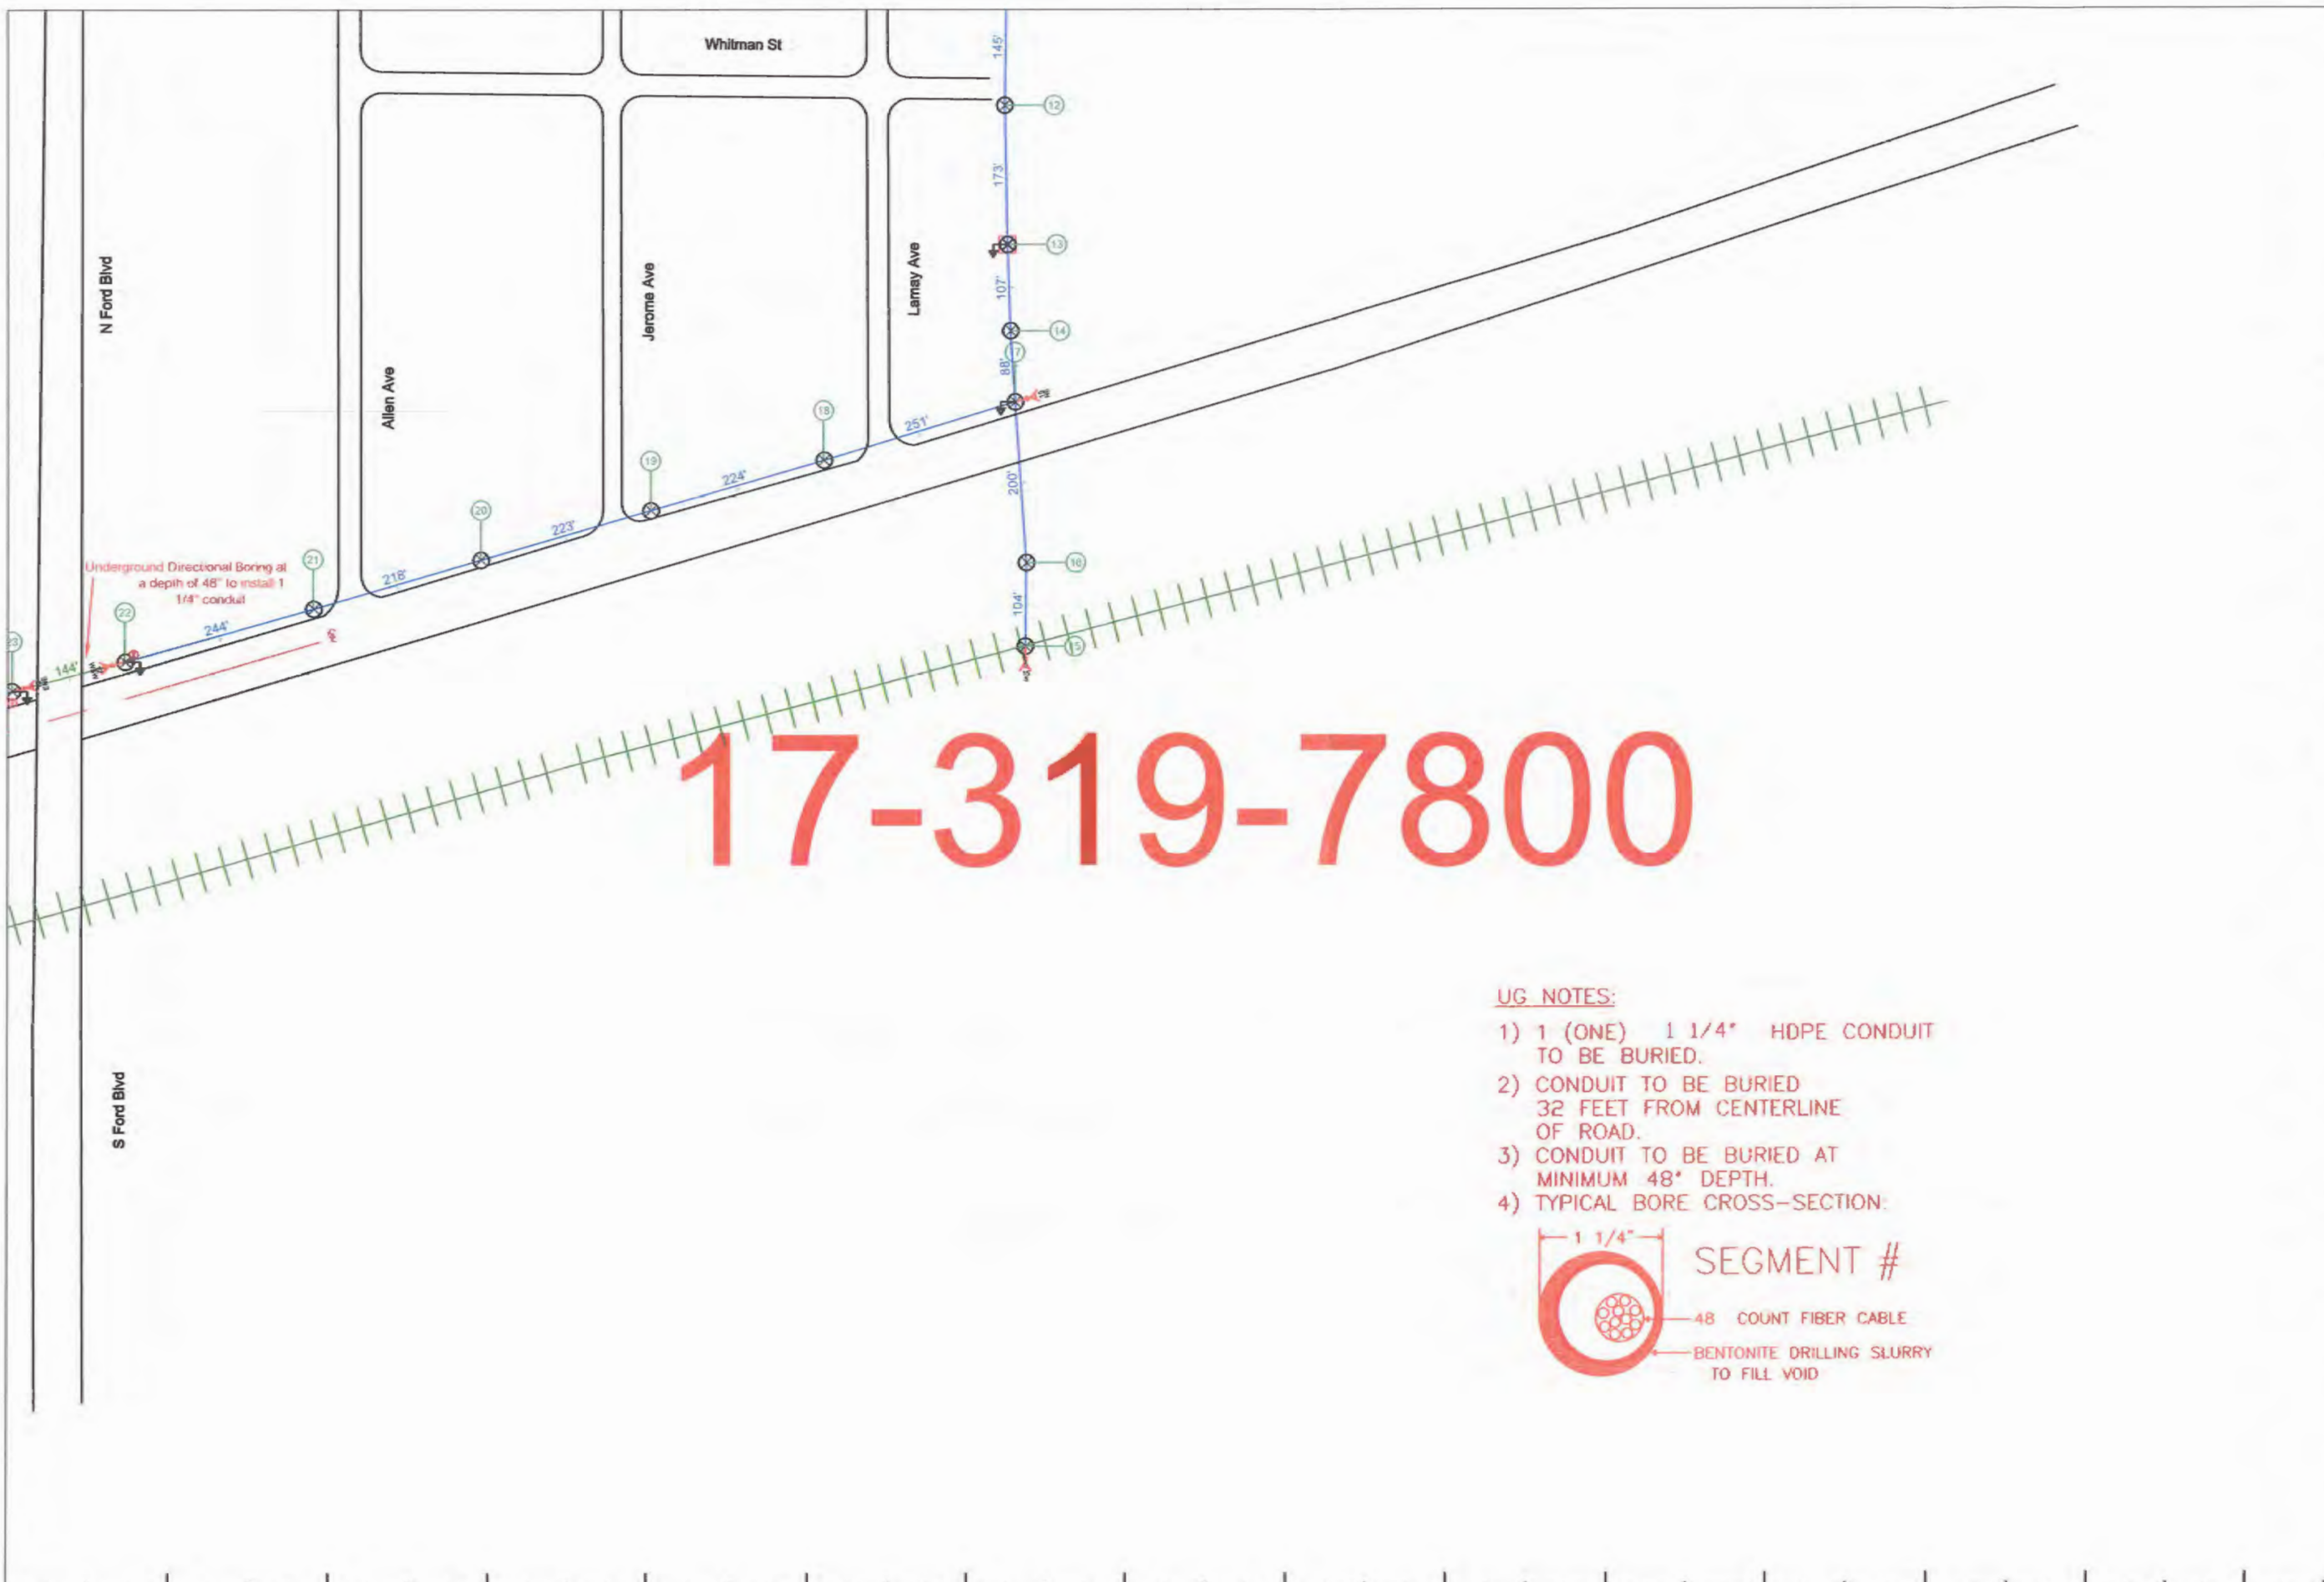 Whitman St
145'
12
173'
N Ford Blvd
Jerome Ave
Lamay Ave
13
107'
14
17
88'
Allen Ave
18
251'
19
224'
200'
20
223'
21
218'
16
Underground Directional Boring at
a depth of 48" to install 1
1/4" conduit
22
244'
104'
23
144'
15
17-319-7800
S Ford Blvd
UG NOTES:
1) 1 (ONE) 1 1/4" HDPE CONDUIT
TO BE BURIED.
2) CONDUIT TO BE BURIED
32 FEET FROM CENTERLINE
OF ROAD.
3) CONDUIT TO BE BURIED AT
MINIMUM 48" DEPTH.
4) TYPICAL BORE CROSS-SECTION:
1 1/4"
SEGMENT #
48 COUNT FIBER CABLE
BENTONITE DRILLING SLURRY
TO FILL VOID